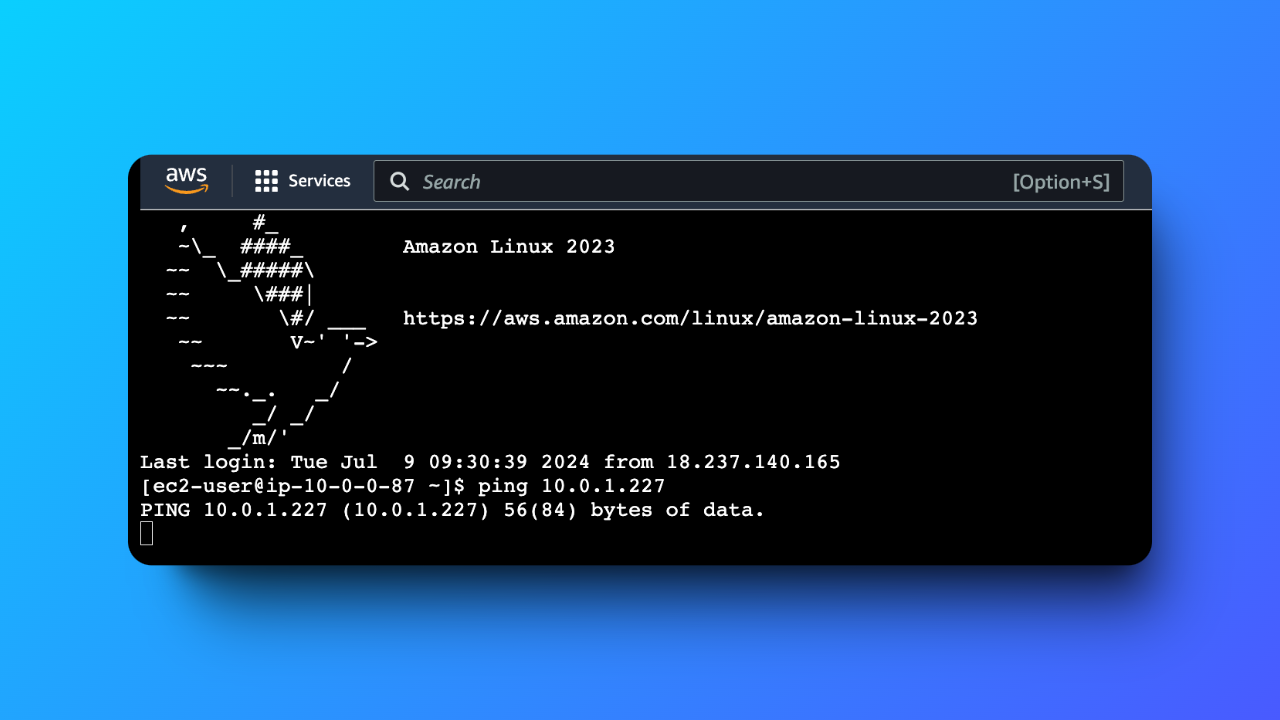 aws Services Search [Option+S]
   ,     #_
   ~\_  ####_        Amazon Linux 2023
  ~~  \_#####\
  ~~     \###|
  ~~       \#/ ___   https://aws.amazon.com/linux/amazon-linux-2023
   ~~       V~' '->
    ~~~         /
      ~~._.   _/
         _/ _/
       _/m/'
Last login: Tue Jul  9 09:30:39 2024 from 18.237.140.165
[ec2-user@ip-10-0-0-87 ~]$ ping 10.0.1.227
PING 10.0.1.227 (10.0.1.227) 56(84) bytes of data.